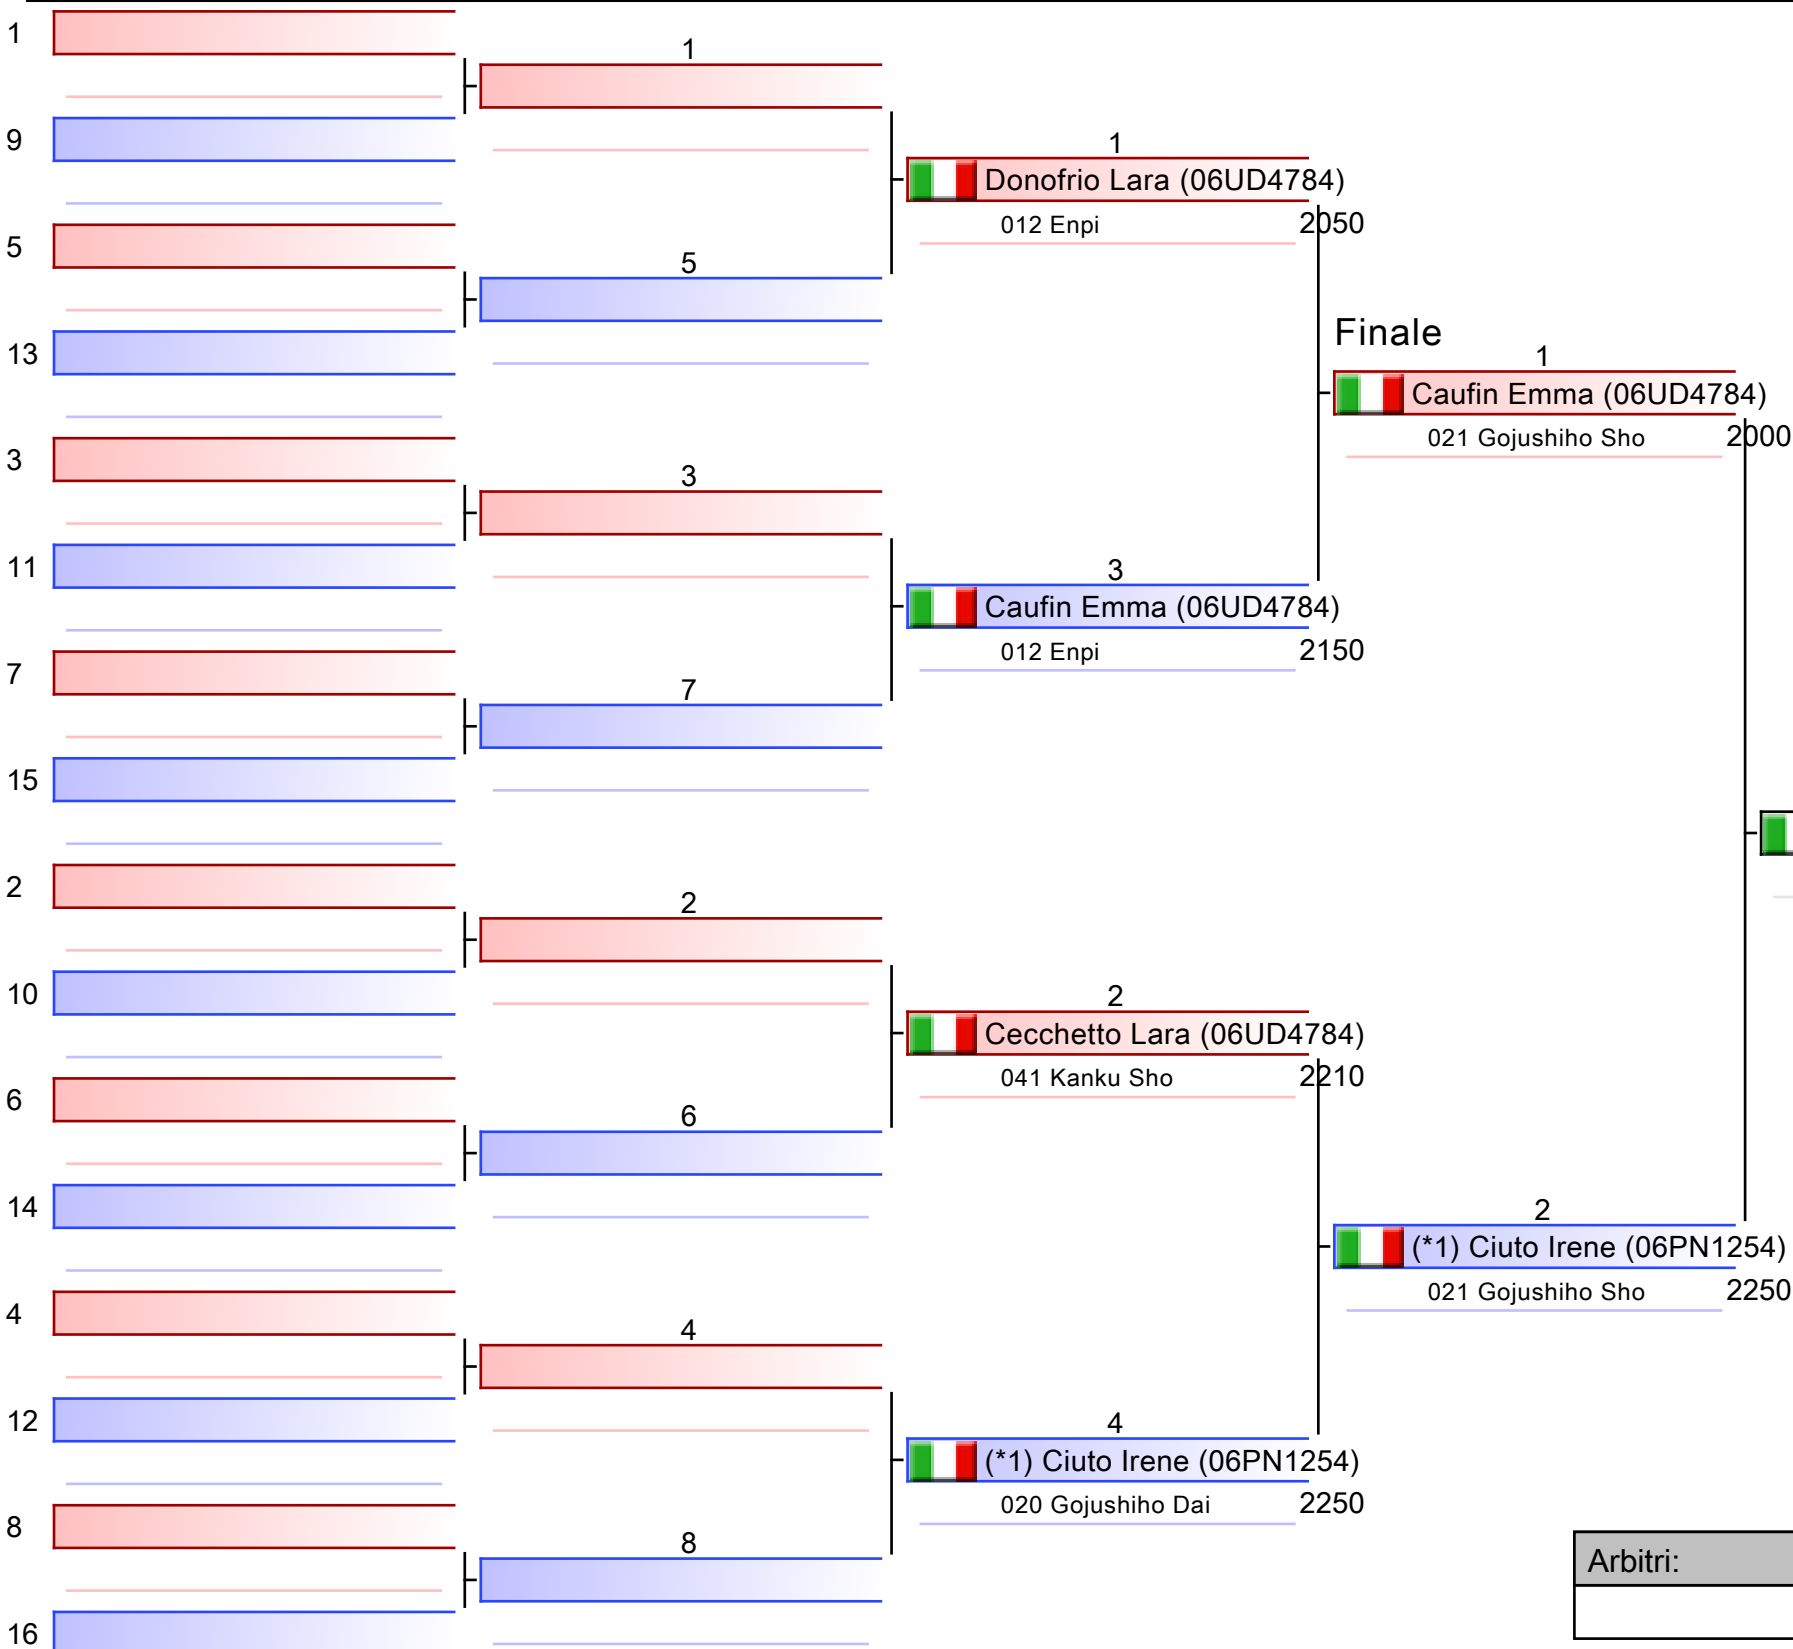 1
1
9
1
Donofrio Lara (06UD4784)
012 Enpi 2050
5
5
13
Finale
1
Caufin Emma (06UD4784)
021 Gojushiho Sho 2000
3
3
11
3
Caufin Emma (06UD4784)
012 Enpi 2150
7
7
15
2
2
10
2
Cecchetto Lara (06UD4784)
041 Kanku Sho 2210
6
6
14
2
(*1) Ciuto Irene (06PN1254)
021 Gojushiho Sho 2250
4
4
12
4
(*1) Ciuto Irene (06PN1254)
020 Gojushiho Dai 2250
8
8
16
Arbitri: